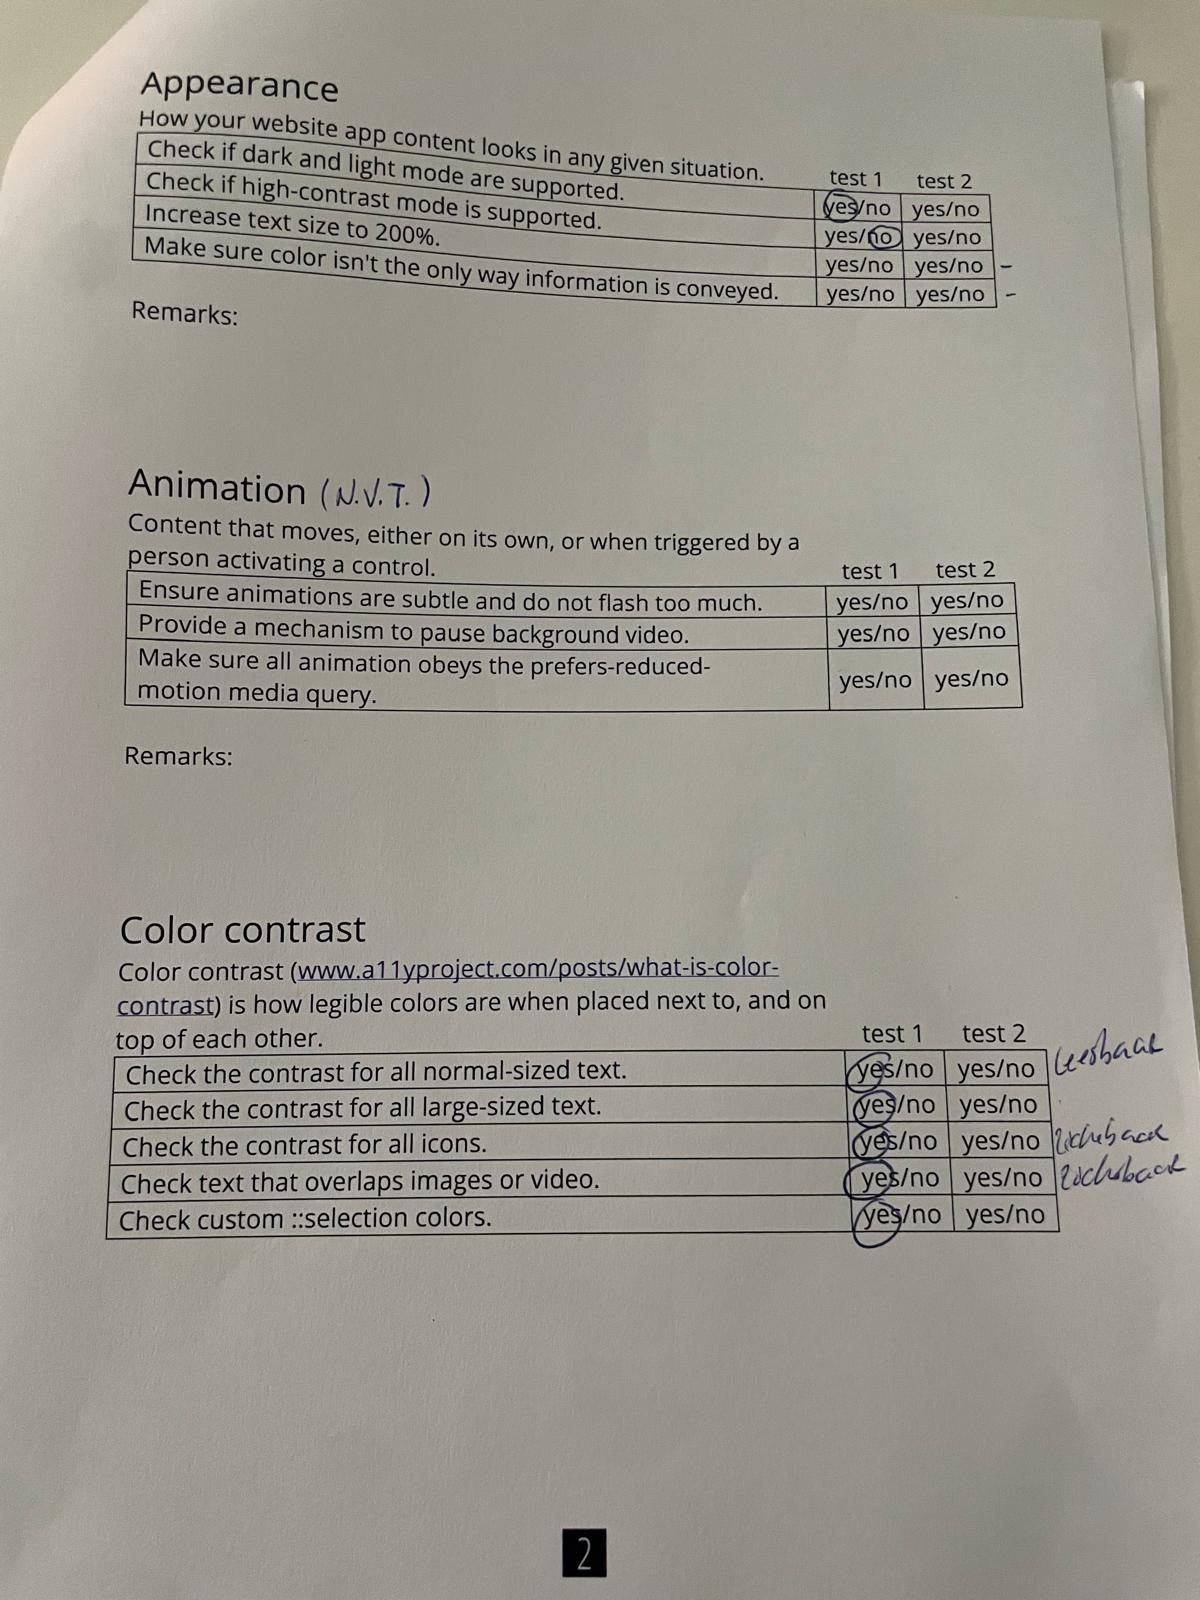 Appearance
How your website app content looks in any given situation.
test 1 test 2
Check if dark and light mode are supported. yes/no yes/no
Check if high-contrast mode is supported. yes/no yes/no
Increase text size to 200%. yes/no yes/no –
Make sure color isn't the only way information is conveyed. yes/no yes/no –
Remarks:
Animation (N.V.T.)
Content that moves, either on its own, or when triggered by a
person activating a control.
test 1 test 2
Ensure animations are subtle and do not flash too much. yes/no yes/no
Provide a mechanism to pause background video. yes/no yes/no
Make sure all animation obeys the prefers-reduced-
motion media query. yes/no yes/no
Remarks:
Color contrast
Color contrast (www.a11yproject.com/posts/what-is-color-
contrast) is how legible colors are when placed next to, and on
top of each other.
test 1 test 2
Check the contrast for all normal-sized text. yes/no yes/no leesbaar
Check the contrast for all large-sized text. yes/no yes/no
Check the contrast for all icons. yes/no yes/no
Check text that overlaps images or video. yes/no yes/no
Check custom ::selection colors. yes/no yes/no
2